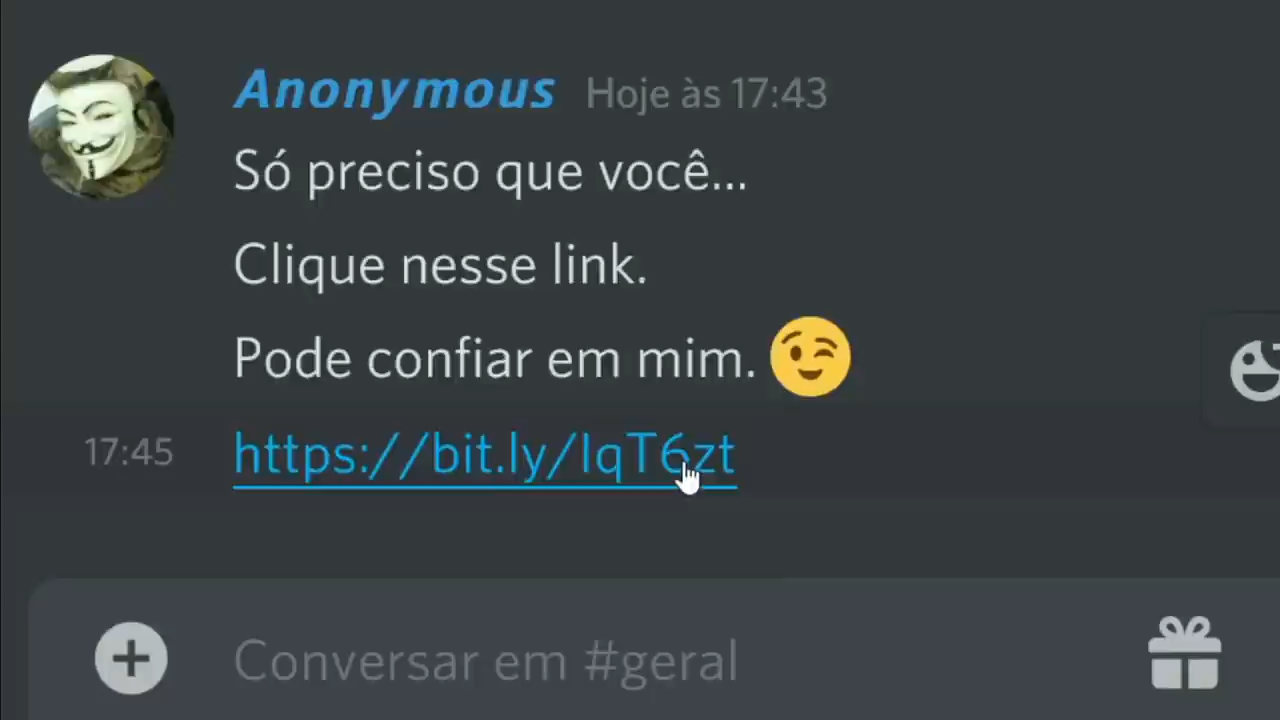 Anonymous Hoje às 17:43
Só preciso que você...
Clique nesse link.
Pode confiar em mim. 😉
17:45 https://bit.ly/IqT6zt
Conversar em #geral